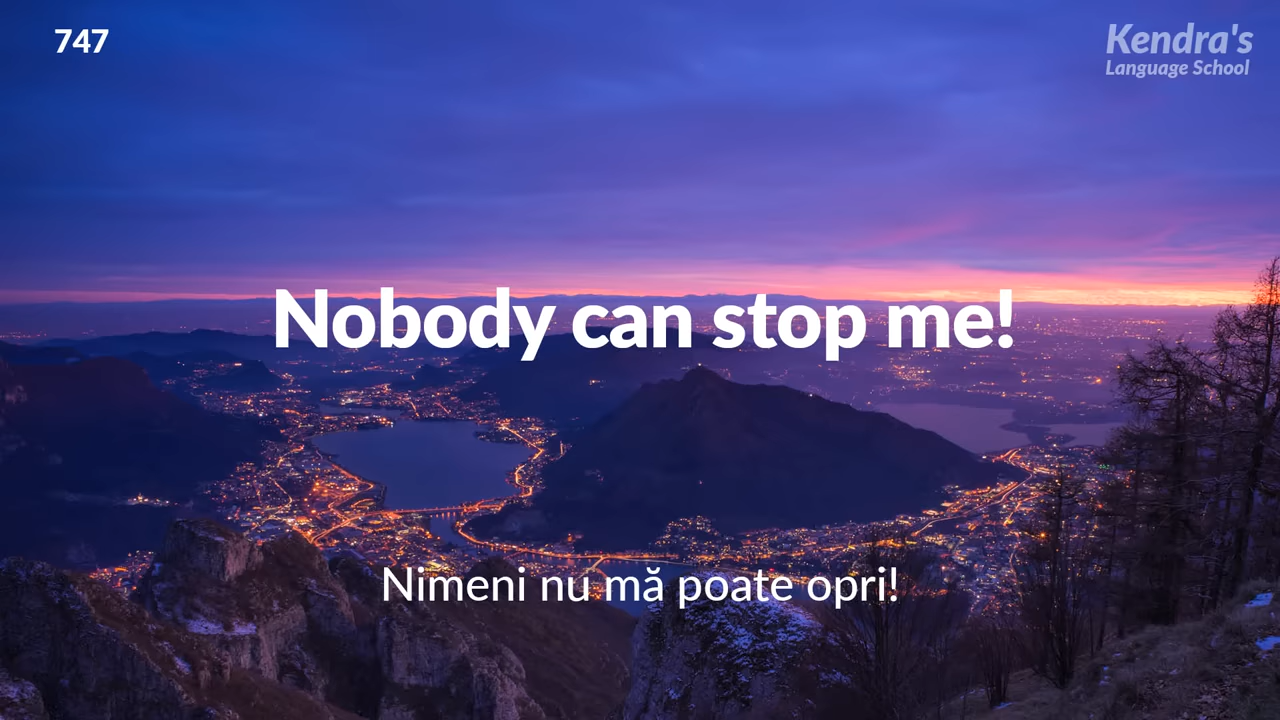 747
Kendra's
Language School
Nobody can stop me!
Nimeni nu mă poate opri!